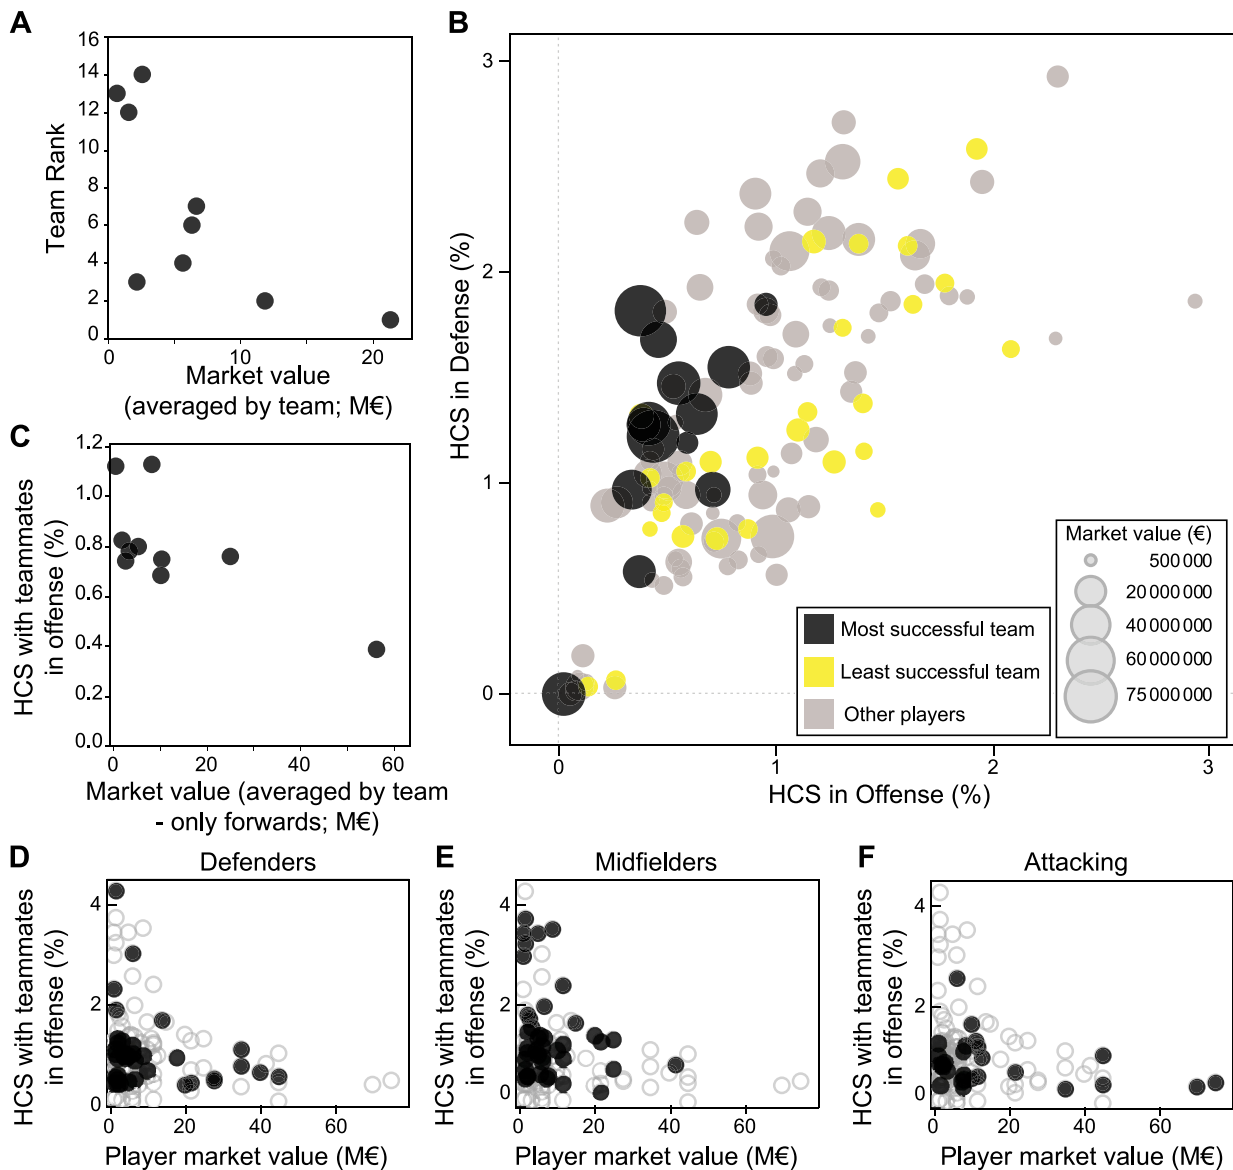 A
16
14
12
10
8
6
4
2
0
Team Rank
0
10
20
Market value
(averaged by team; M€)
B
3
2
1
0
HCS in Defense (%)
0
1
2
3
HCS in Offense (%)
Most successful team
Least successful team
Other players
Market value (€)
500 000
20 000 000
40 000 000
60 000 000
75 000 000
C
1.2
1.0
0.8
0.6
0.4
0.2
0.0
HCS with teammates
in offense (%)
0
20
40
60
Market value (averaged by team
- only forwards; M€)
D
Defenders
4
2
0
HCS with teammates
in offense (%)
0
20
40
60
Player market value (M€)
E
Midfielders
4
2
0
HCS with teammates
in offense (%)
0
20
40
60
Player market value (M€)
F
Attacking
4
2
0
HCS with teammates
in offense (%)
0
20
40
60
Player market value (M€)